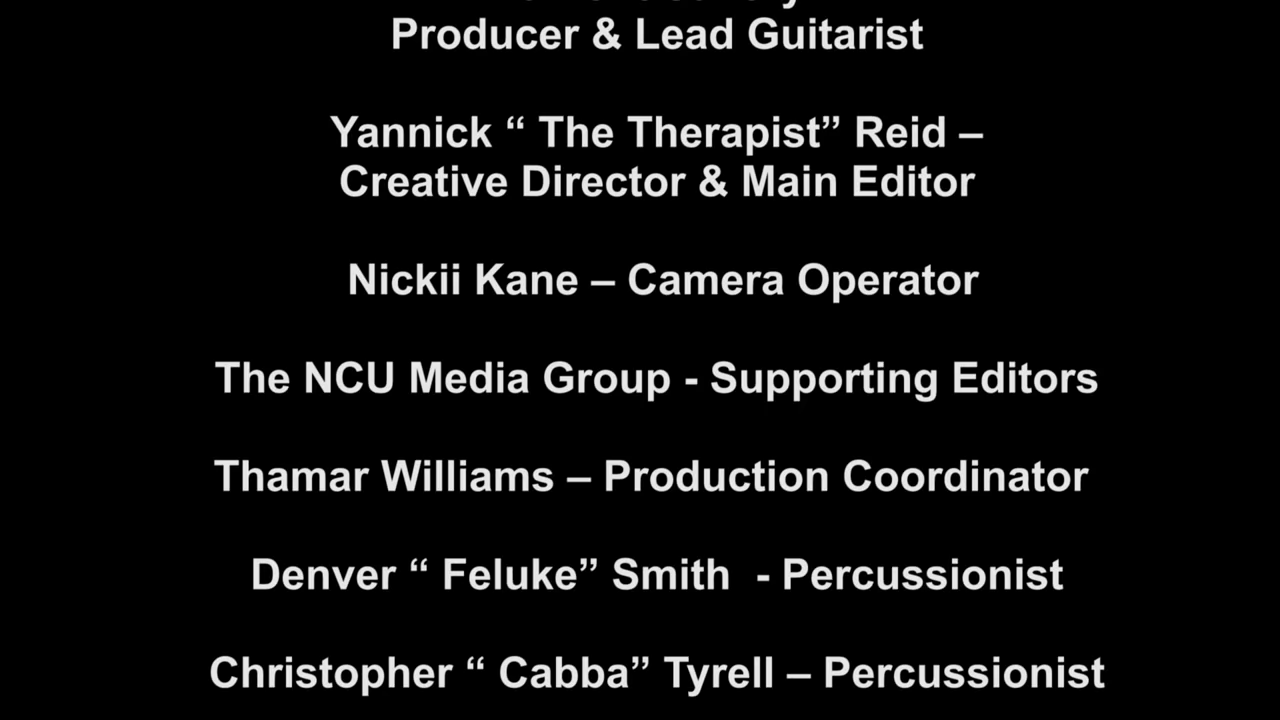 Producer & Lead Guitarist
Yannick “ The Therapist” Reid –
Creative Director & Main Editor
Nickii Kane – Camera Operator
The NCU Media Group - Supporting Editors
Thamar Williams – Production Coordinator
Denver “ Feluke” Smith  - Percussionist
Christopher “ Cabba” Tyrell – Percussionist